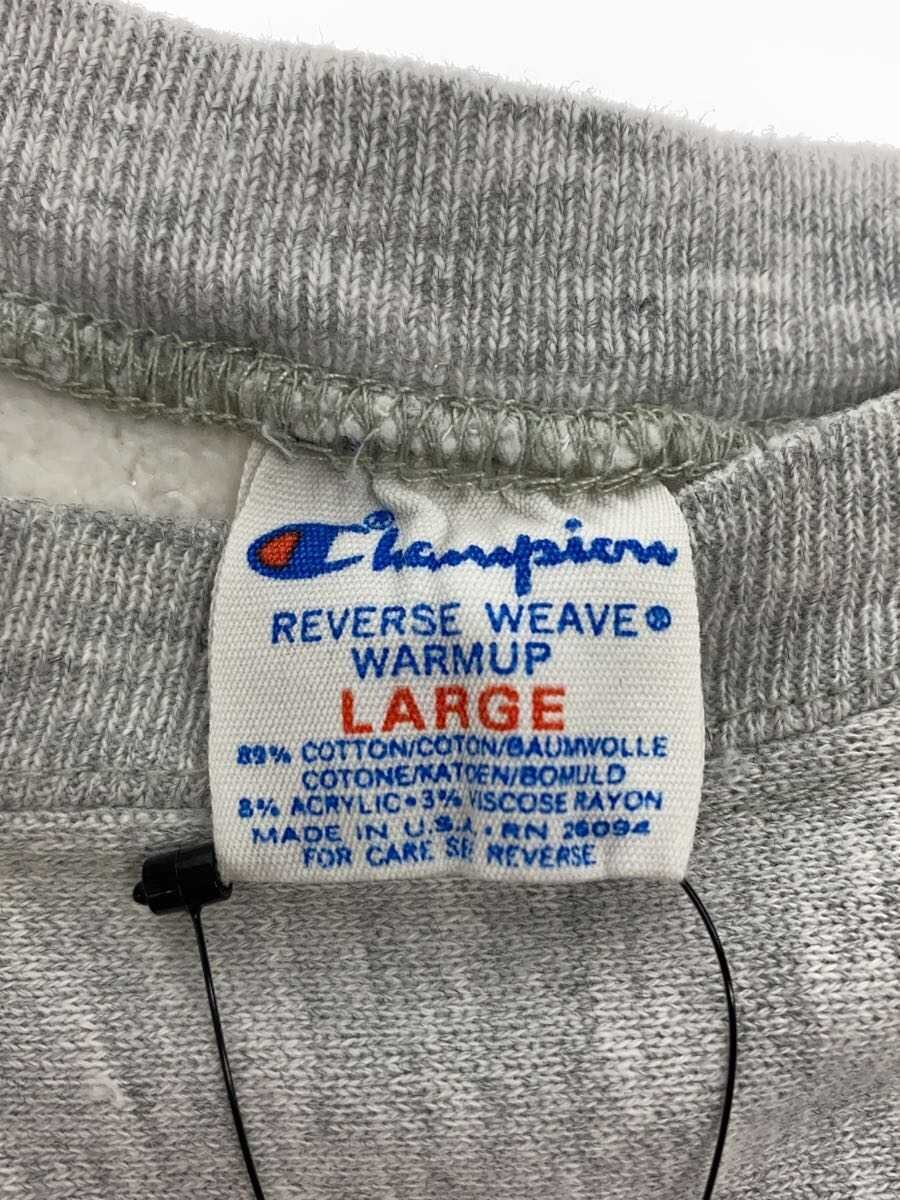 Champion®
REVERSE WEAVE®
WARMUP
LARGE
89% COTTON/COTON/BAUMWOLLE
COTONE/KATOEN/BOMULD
8% ACRYLIC•3% VISCOSE RAYON
MADE IN U.S.A. • RN 26094
FOR CARE SEE REVERSE